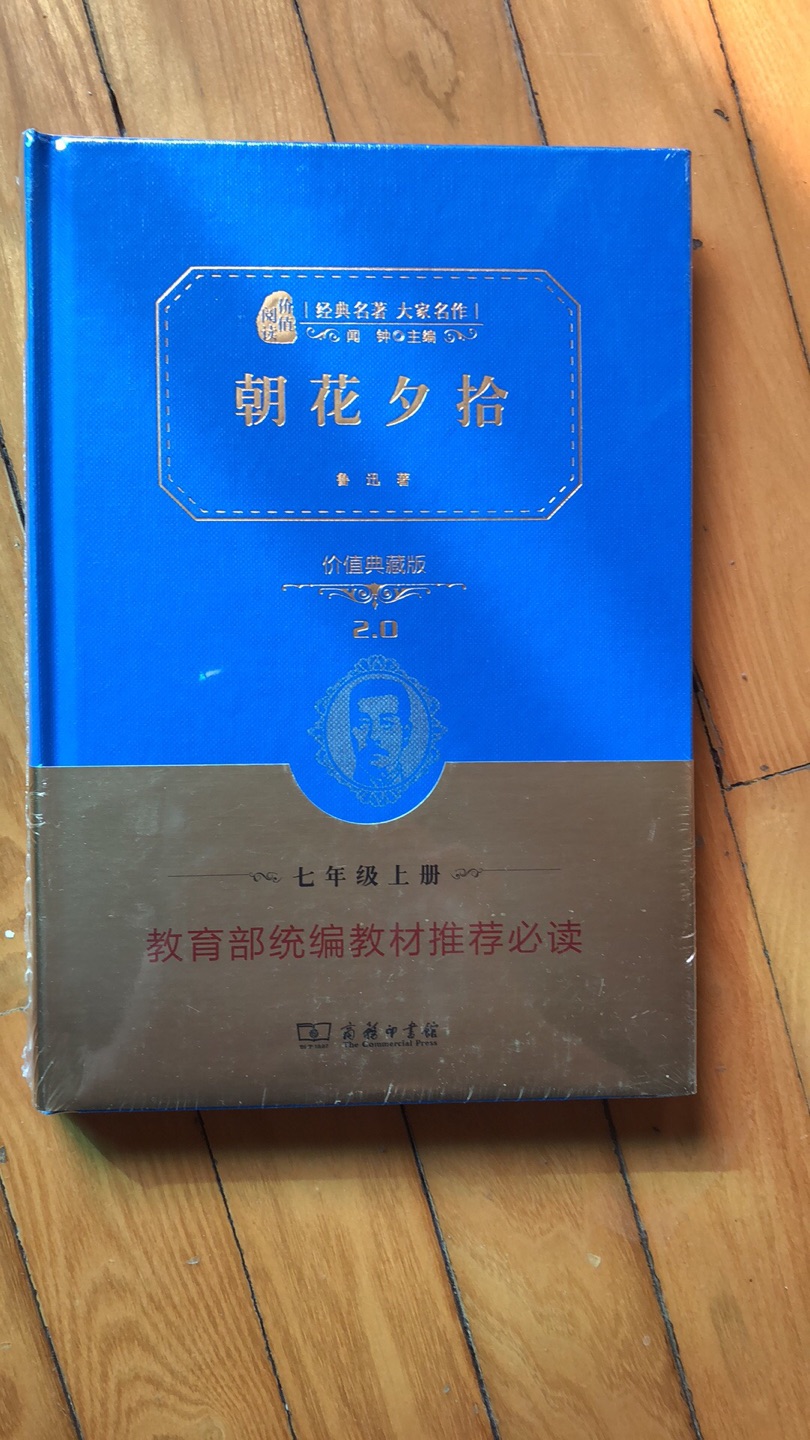 价值阅读
经典名著 大家名作
闻 钟 主编
朝花夕拾
鲁迅 著
价值典藏版
2.0
七年级上册
教育部统编教材推荐必读
商务印书馆
The Commercial Press